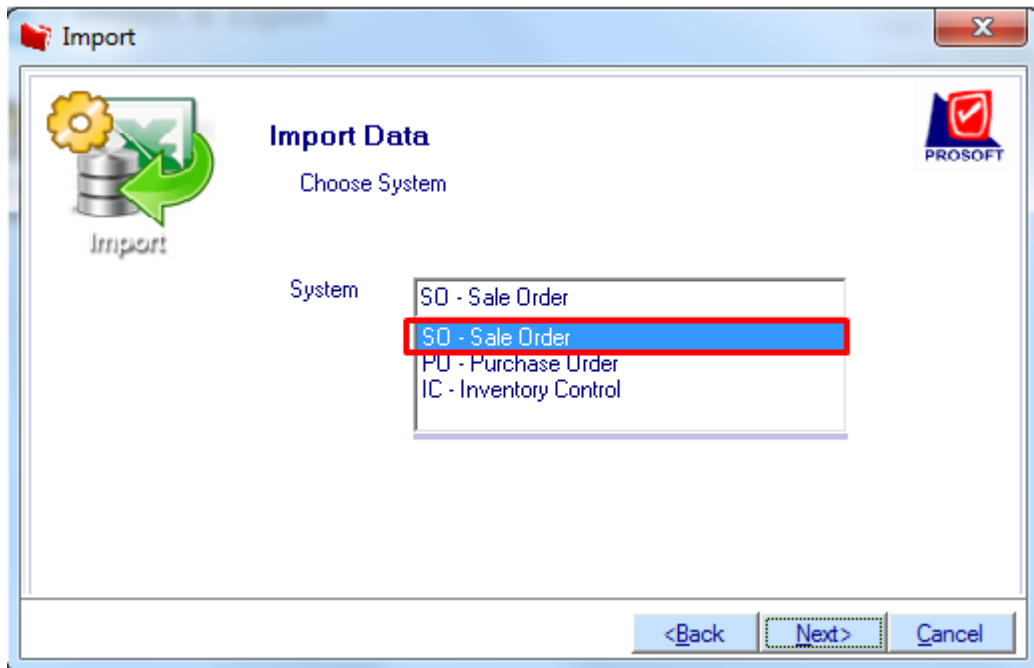 Import
Import Data
PROSOFT
Choose System
Import
System
SO - Sale Order
SO - Sale Order
PO - Purchase Order
IC - Inventory Control
<Back
Next>
Cancel